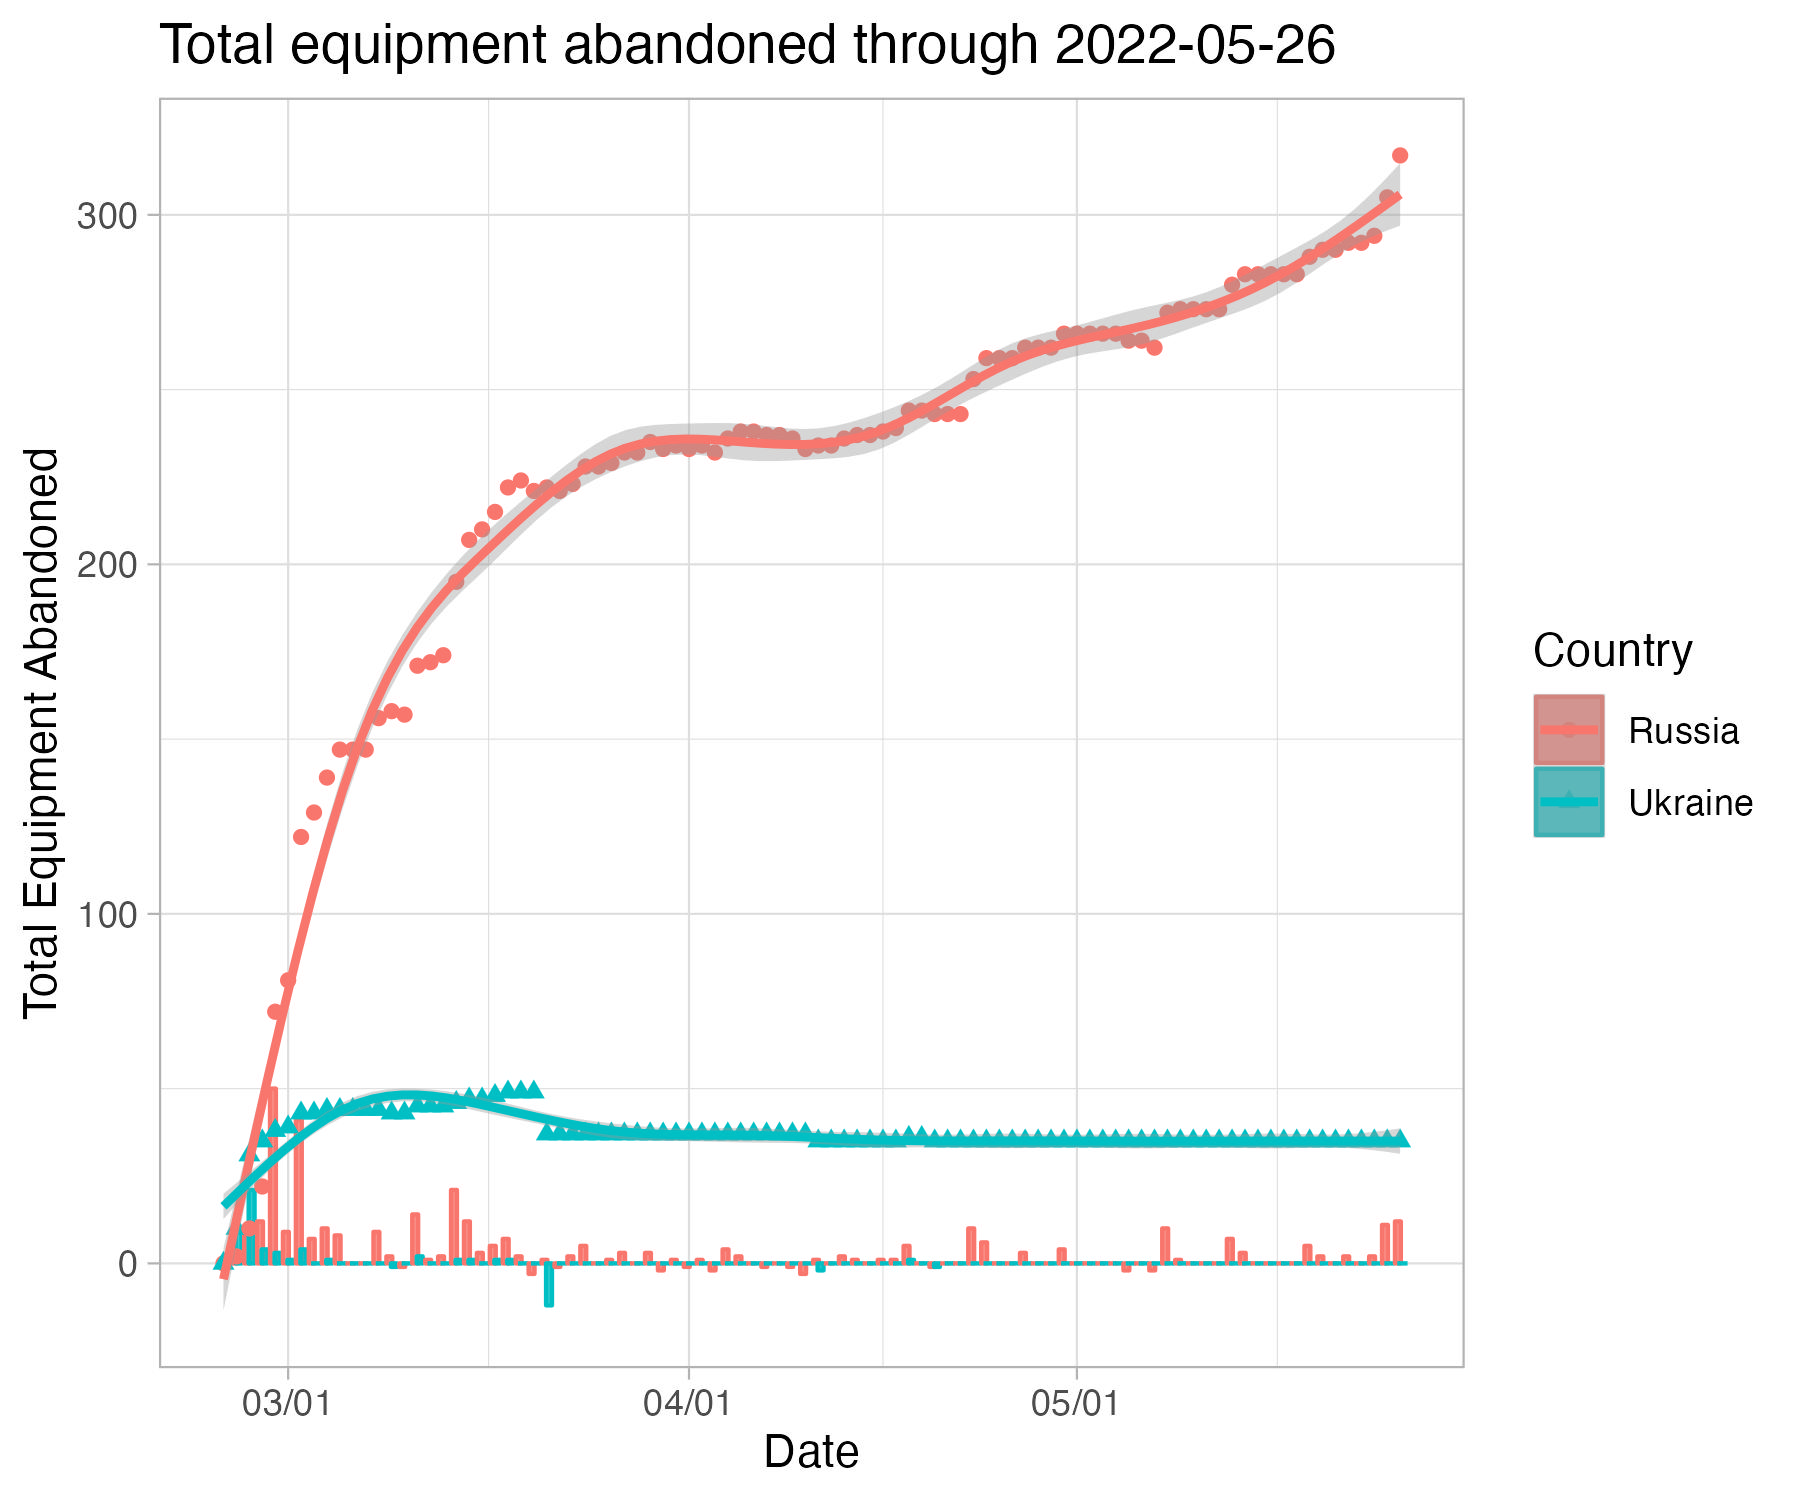 Total equipment abandoned through 2022-05-26
Total Equipment Abandoned
300
200
100
0
03/01
04/01
05/01
Date
Country
Russia
Ukraine